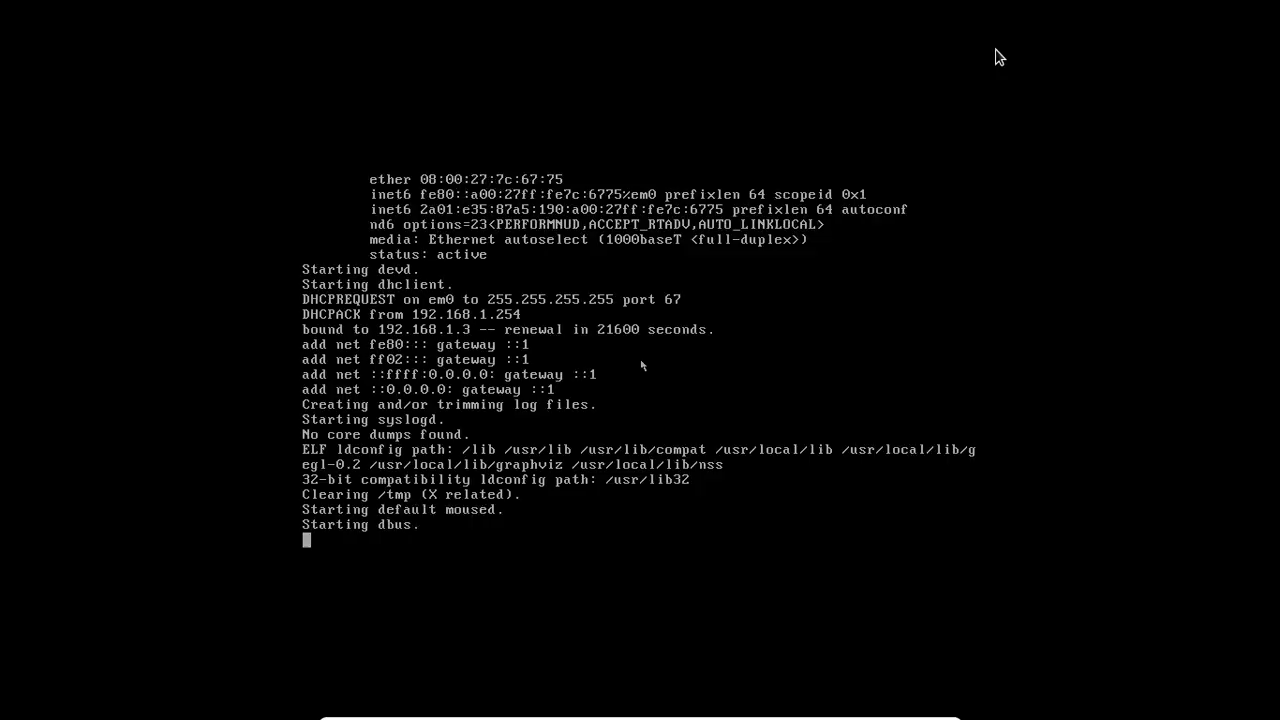 ether 08:00:27:7c:67:75
inet6 fe80::a00:27ff:fe7c:6775%em0 prefixlen 64 scopeid 0x1
inet6 2a01:e35:87a5:190:a00:27ff:fe7c:6775 prefixlen 64 autoconf
nd6 options=23<PERFORMNUD,ACCEPT_RTADV,AUTO_LINKLOCAL>
media: Ethernet autoselect (1000baseT <full-duplex>)
status: active
Starting devd.
Starting dhclient.
DHCPREQUEST on em0 to 255.255.255.255 port 67
DHCPACK from 192.168.1.254
bound to 192.168.1.3 -- renewal in 21600 seconds.
add net fe80::: gateway ::1
add net ff02::: gateway ::1
add net ::ffff:0.0.0.0: gateway ::1
add net ::0.0.0.0: gateway ::1
Creating and/or trimming log files.
Starting syslogd.
No core dumps found.
ELF ldconfig path: /lib /usr/lib /usr/lib/compat /usr/local/lib /usr/local/lib/g
egl-0.2 /usr/local/lib/graphviz /usr/local/lib/nss
32-bit compatibility ldconfig path: /usr/lib32
Clearing /tmp (X related).
Starting default moused.
Starting dbus.